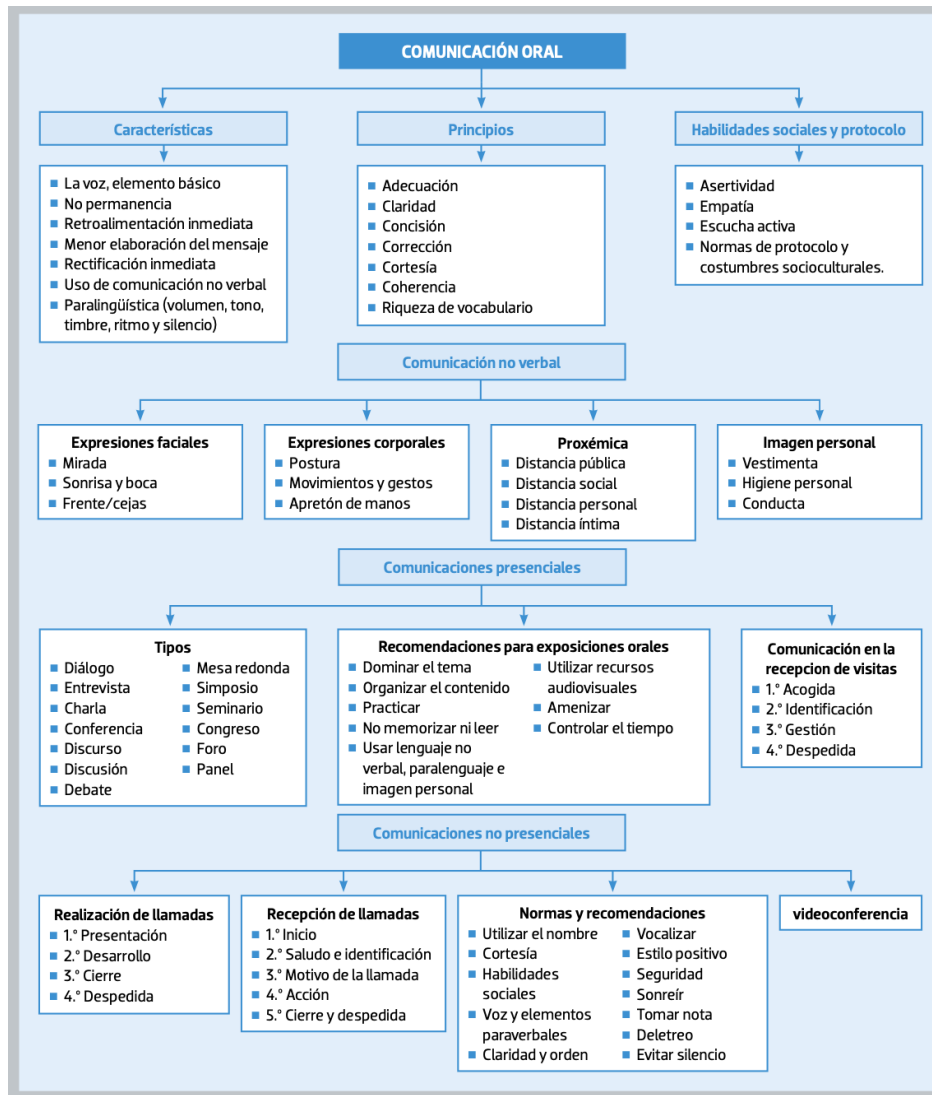 COMUNICACIÓN ORAL
Características
La voz, elemento básico
No permanencia
Retroalimentación inmediata
Menor elaboración del mensaje
Rectificación inmediata
Uso de comunicación no verbal
Paralingüística (volumen, tono,
timbre, ritmo y silencio)
Principios
Adecuación
Claridad
Concisión
Corrección
Cortesía
Coherencia
Riqueza de vocabulario
Habilidades sociales y protocolo
Asertividad
Empatía
Escucha activa
Normas de protocolo y
costumbres socioculturales.
Comunicación no verbal
Expresiones faciales
Mirada
Sonrisa y boca
Frente/cejas
Expresiones corporales
Postura
Movimientos y gestos
Apretón de manos
Proxémica
Distancia pública
Distancia social
Distancia personal
Distancia íntima
Imagen personal
Vestimenta
Higiene personal
Conducta
Comunicaciones presenciales
Tipos
Diálogo
Entrevista
Charla
Conferencia
Discurso
Discusión
Debate
Mesa redonda
Simposio
Seminario
Congreso
Foro
Panel
Recomendaciones para exposiciones orales
Dominar el tema
Organizar el contenido
Practicar
No memorizar ni leer
Usar lenguaje no
verbal, paralenguaje e
imagen personal
Utilizar recursos
audiovisuales
Amenizar
Controlar el tiempo
Comunicación en la
recepcion de visitas
1.° Acogida
2.° Identificación
3.° Gestión
4.° Despedida
Comunicaciones no presenciales
Realización de llamadas
1.° Presentación
2.° Desarrollo
3.° Cierre
4.° Despedida
Recepción de llamadas
1.° Inicio
2.° Saludo e identificación
3.° Motivo de la llamada
4.° Acción
5.° Cierre y despedida
Normas y recomendaciones
Utilizar el nombre
Cortesía
Habilidades
sociales
Voz y elementos
paraverbales
Claridad y orden
Vocalizar
Estilo positivo
Seguridad
Sonreír
Tomar nota
Deletreo
Evitar silencio
videoconferencia